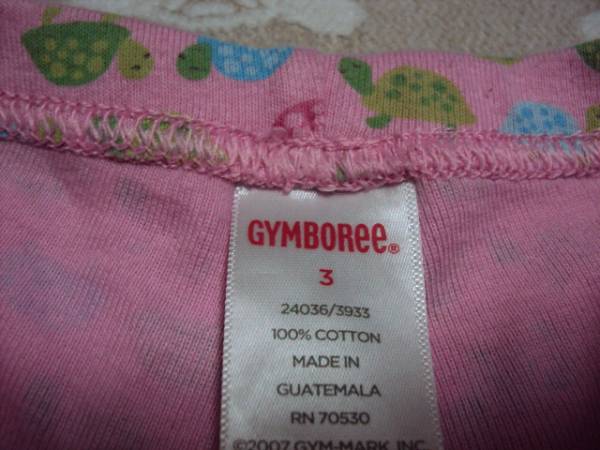 GYMBOREE®
3
24036/3933
100% COTTON
MADE IN
GUATEMALA
RN 70530
©2007 GYM-MARK, INC.